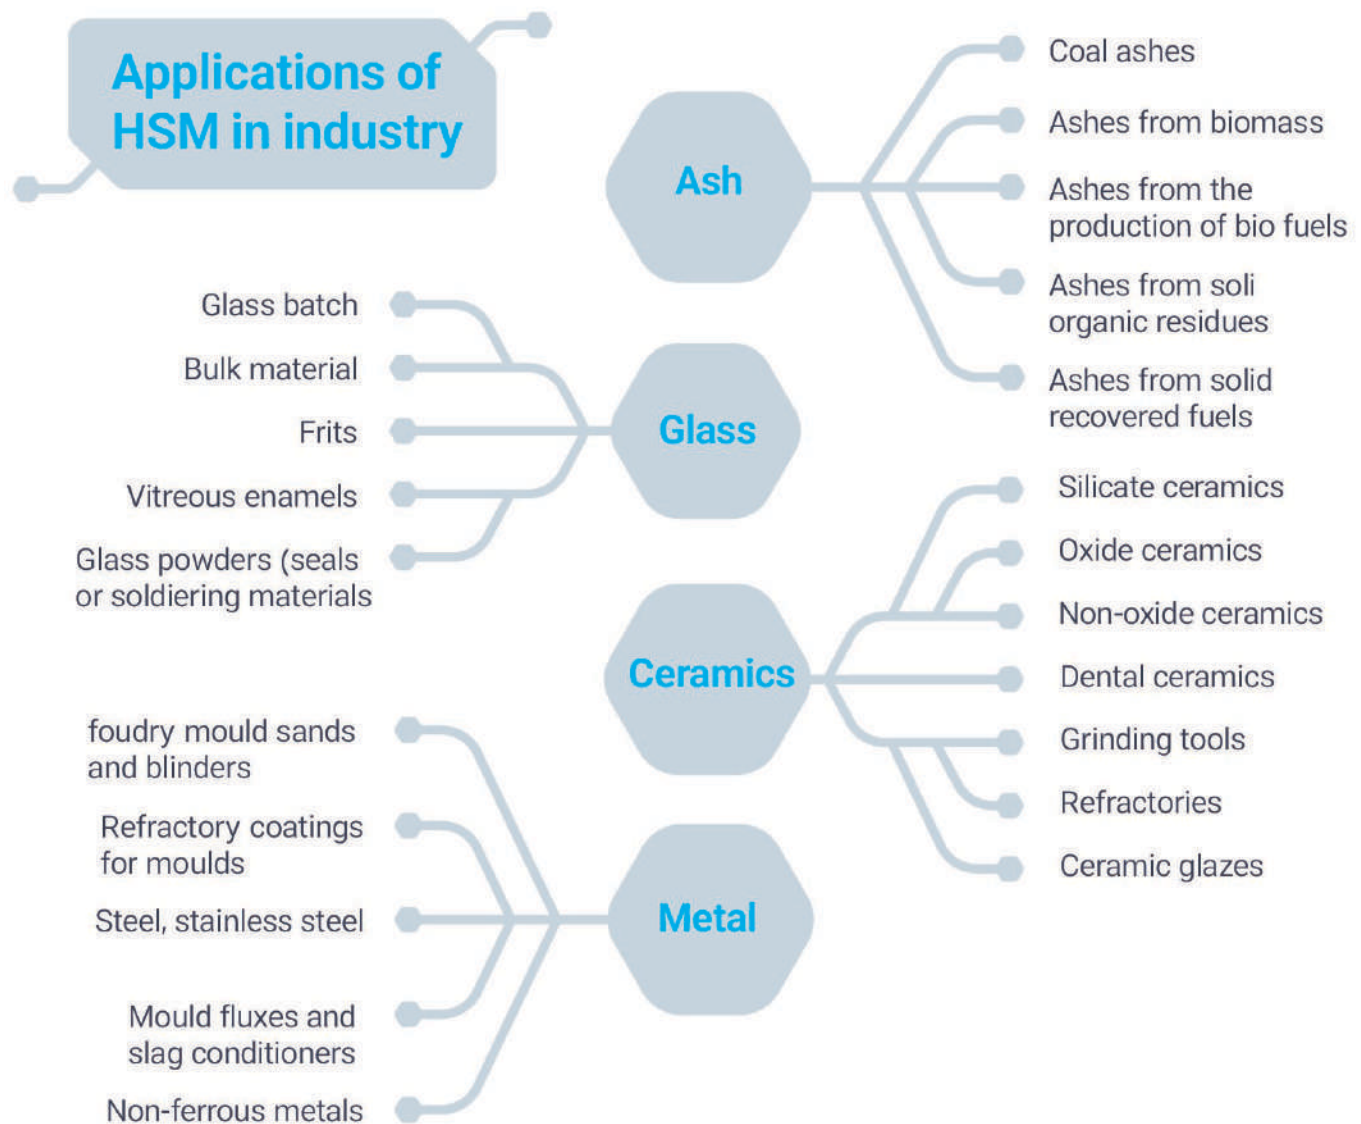 Applications of
HSM in industry
Ash
Coal ashes
Ashes from biomass
Ashes from the
production of bio fuels
Ashes from soli
organic residues
Ashes from solid
recovered fuels
Glass
Glass batch
Bulk material
Frits
Vitreous enamels
Glass powders (seals
or soldiering materials
Ceramics
Silicate ceramics
Oxide ceramics
Non-oxide ceramics
Dental ceramics
Grinding tools
Refractories
Ceramic glazes
Metal
foudry mould sands
and blinders
Refractory coatings
for moulds
Steel, stainless steel
Mould fluxes and
slag conditioners
Non-ferrous metals